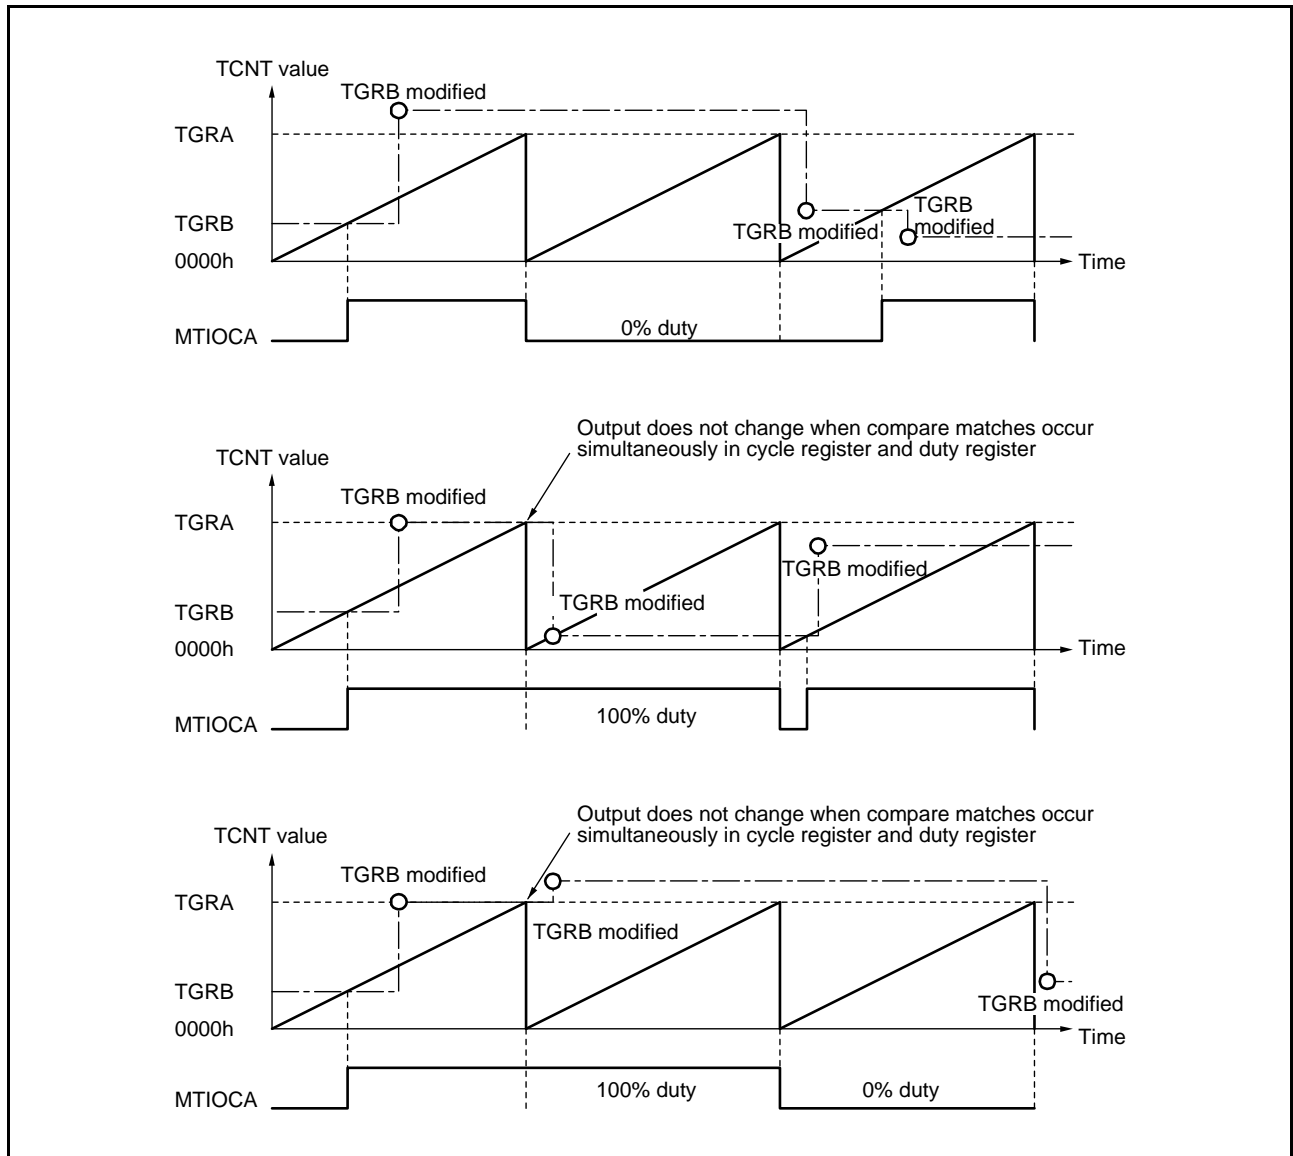 TCNT value
TGRB modified
TGRA
TGRB
TGRB
modified
TGRB modified
0000h
Time
0% duty
MTIOCA
Output does not change when compare matches occur
simultaneously in cycle register and duty register
TCNT value
TGRB modified
TGRA
TGRB modified
TGRB modified
TGRB
0000h
Time
100% duty
MTIOCA
Output does not change when compare matches occur
simultaneously in cycle register and duty register
TCNT value
TGRB modified
TGRA
TGRB modified
TGRB
TGRB modified
0000h
Time
100% duty
0% duty
MTIOCA